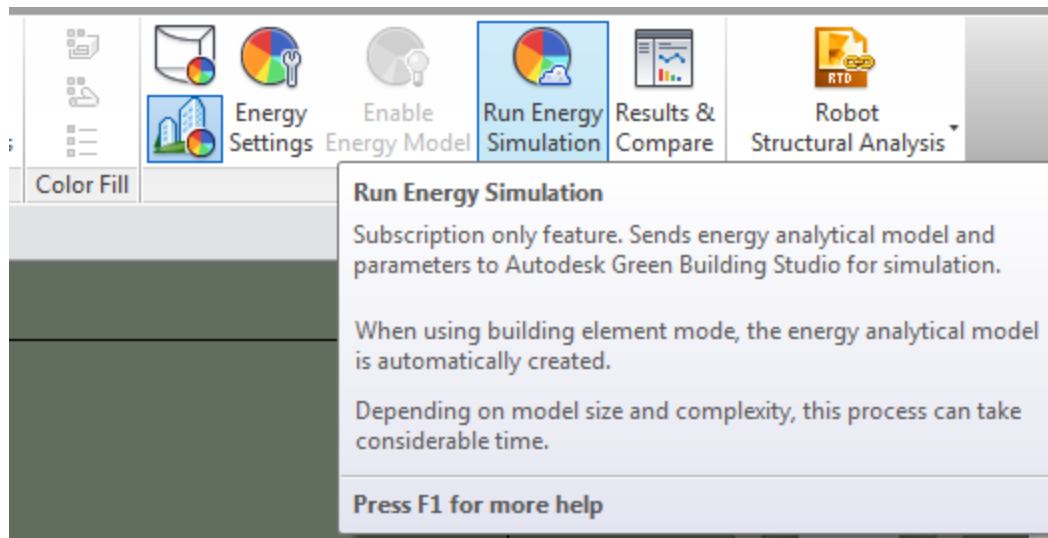 Energy
Settings
Enable
Energy Model
Run Energy
Simulation
Results &
Compare
RTD
Robot
Structural Analysis
Color Fill
Run Energy Simulation
Subscription only feature. Sends energy analytical model and
parameters to Autodesk Green Building Studio for simulation.
When using building element mode, the energy analytical model
is automatically created.
Depending on model size and complexity, this process can take
considerable time.
Press F1 for more help